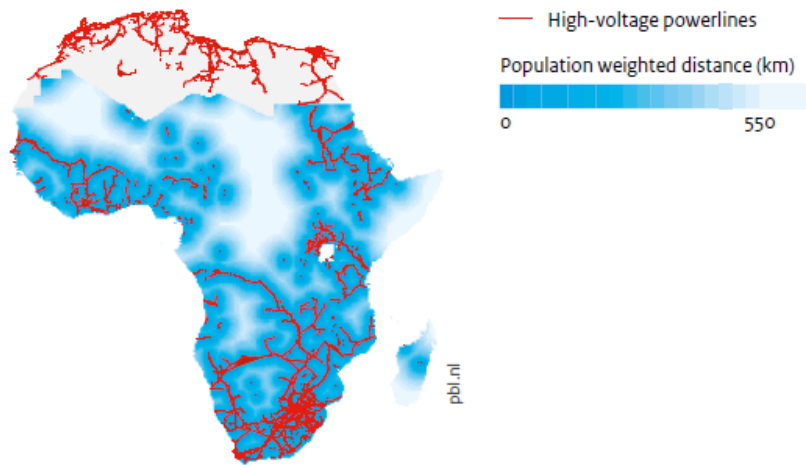 High-voltage powerlines
Population weighted distance (km)
0 550
pbl.nl